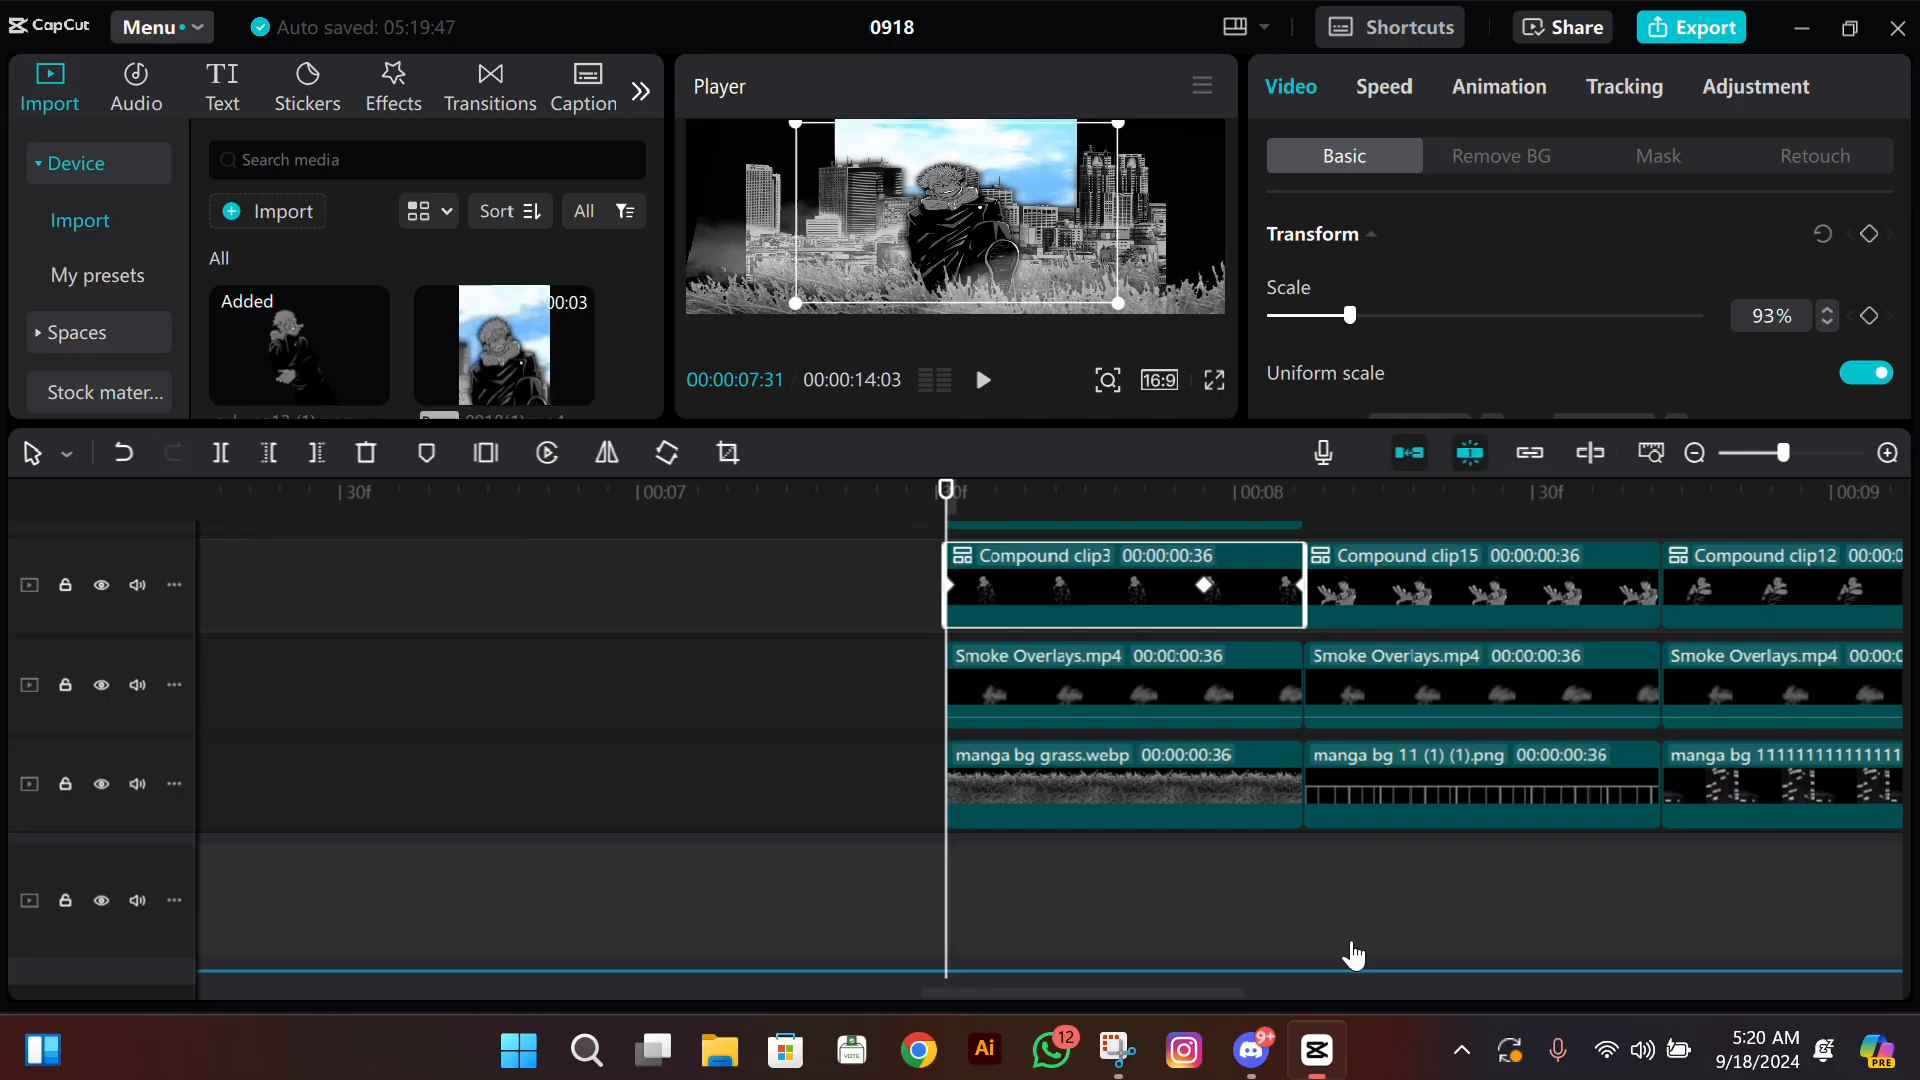 CapCut
Menu
Auto saved: 05:19:47
0918
Shortcuts
Share
Export
Import
Audio
TI
Text
Stickers
Effects
Transitions
Caption
Player
Video
Speed
Animation
Tracking
Adjustment
Device
Search media
Basic
Remove BG
Mask
Retouch
Import
Import
Sort
All
My presets
All
Transform
Added
00:03
Scale
93%
Spaces
Stock mater...
00:00:07:31
00:00:14:03
16:9
Uniform scale
30f
00:07
00:08
30f
00:09
Compound clip3 00:00:00:36
Compound clip15 00:00:00:36
Compound clip12 00:00:0
Smoke Overlays.mp4 00:00:00:36
Smoke Overlays.mp4 00:00:00:36
Smoke Overlays.mp4 00:00:0
manga bg grass.webp 00:00:00:36
manga bg 11 (1) (1).png 00:00:00:36
manga bg
VOTE
Ai
12
9+
5:20 AM
9/18/2024
PRE